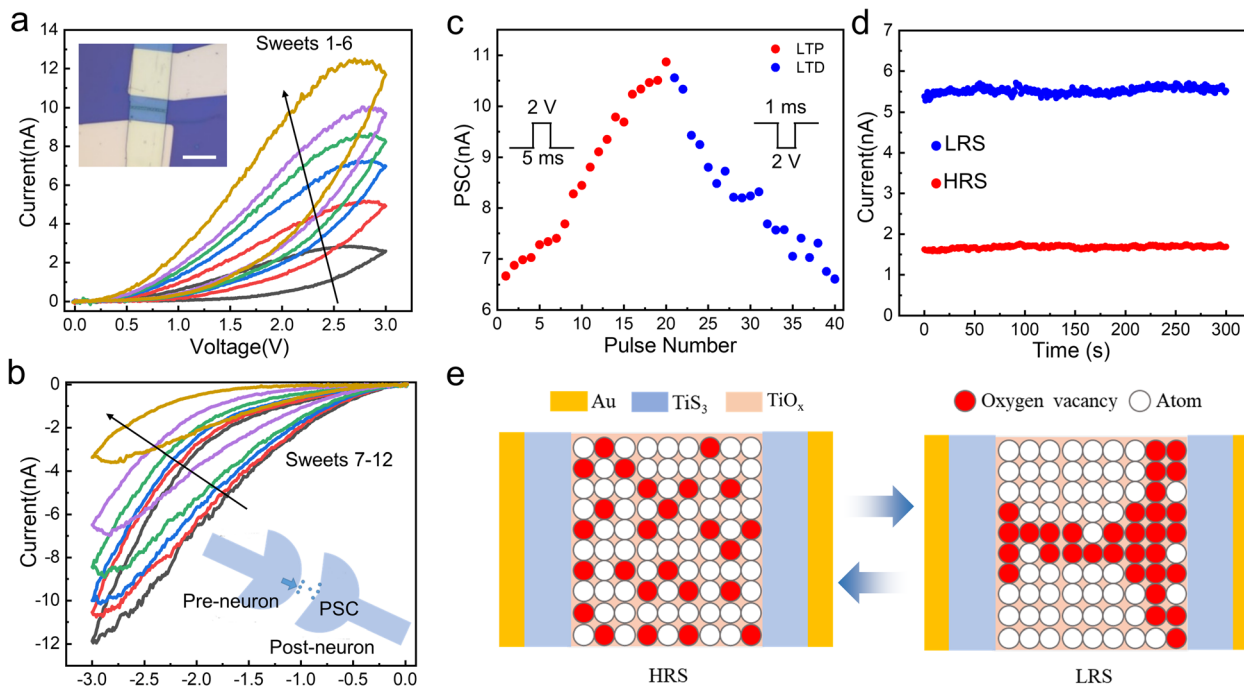 a
Sweets 1-6
14
12
10
8
6
4
2
0
Current(nA)
0.0 0.5 1.0 1.5 2.0 2.5 3.0
Voltage(V)
b
0
-2
-4
-6
-8
-10
-12
Current(nA)
Sweets 7-12
Pre-neuron
PSC
Post-neuron
-3.0 -2.5 -2.0 -1.5 -1.0 -0.5 0.0
c
LTP
LTD
11
10
9
8
7
6
PSC(nA)
2 V
5 ms
1 ms
2 V
0 5 10 15 20 25 30 35 40
Pulse Number
d
7
6
5
4
3
2
1
0
Current(nA)
LRS
HRS
0 50 100 150 200 250 300
Time (s)
e
Au
TiS3
TiOx
Oxygen vacancy
Atom
HRS
LRS